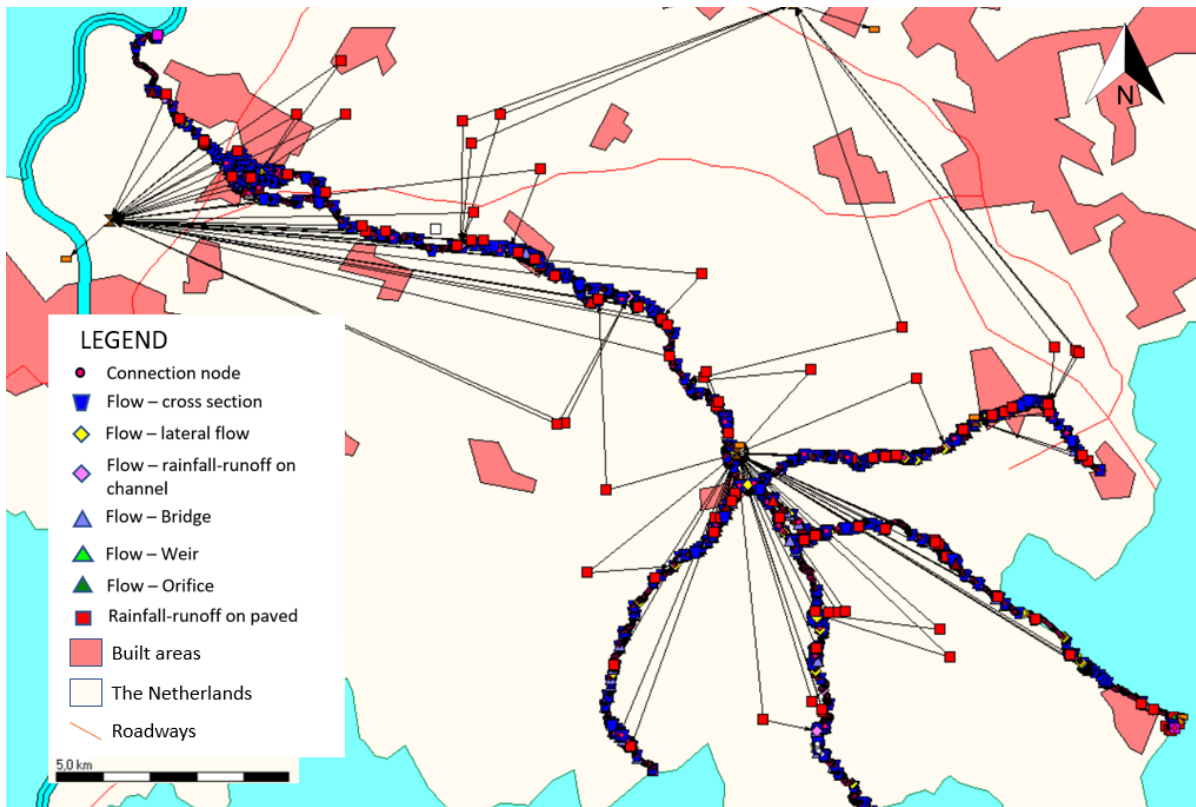 N
LEGEND
Connection node
Flow – cross section
Flow – lateral flow
Flow – rainfall-runoff on
channel
Flow – Bridge
Flow – Weir
Flow – Orifice
Rainfall-runoff on paved
Built areas
The Netherlands
Roadways
5,0 km